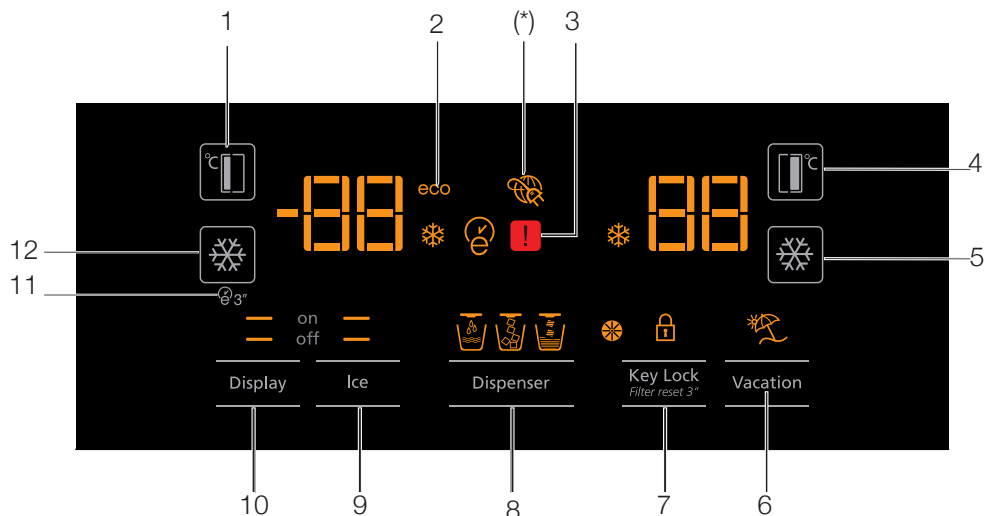 1 2 (*) 3
°C -88 eco 88 °C
4
e
!
12
5
11
e 3"
on
off
Display Ice Dispenser Key Lock Vacation
Filter reset 3"
10 9 8 7 6